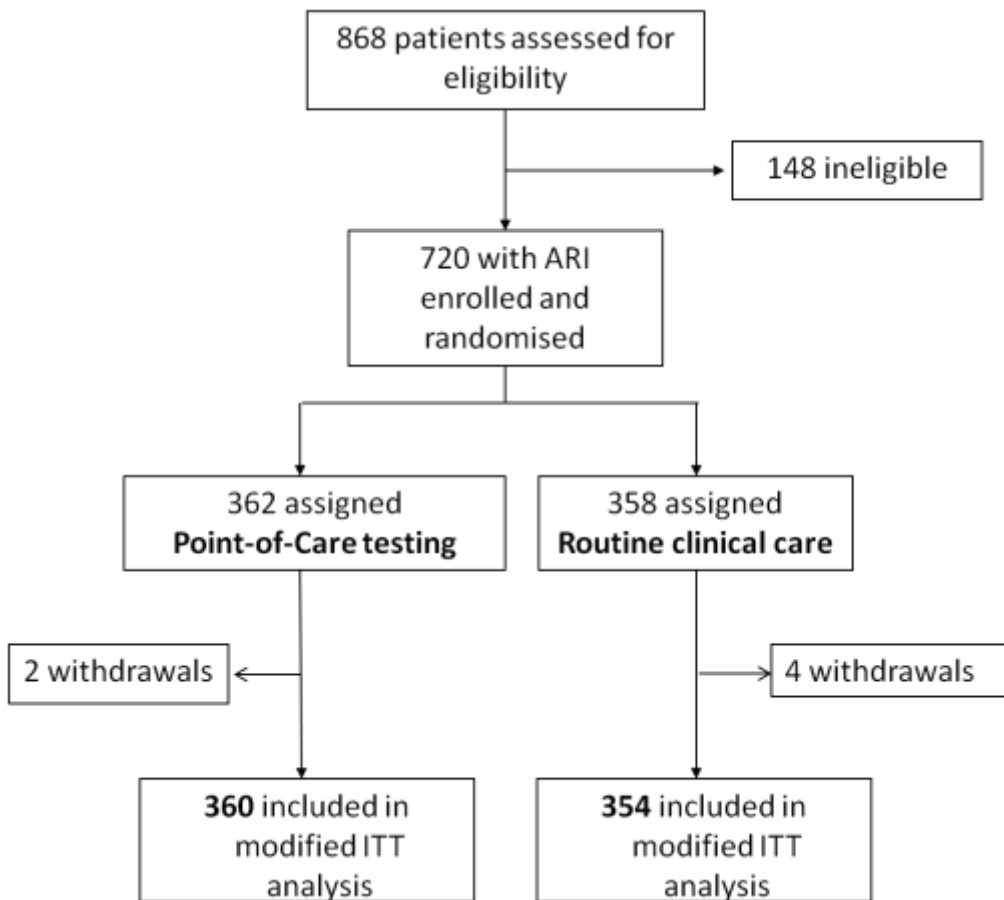 868 patients assessed for
eligibility
148 ineligible
720 with ARI
enrolled and
randomised
362 assigned
Point-of-Care testing
358 assigned
Routine clinical care
2 withdrawals
4 withdrawals
360 included in
modified ITT
analysis
354 included in
modified ITT
analysis